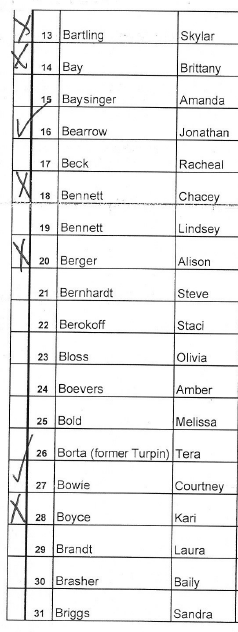 X 13 Bartling Skylar
X 14 Bay Brittany
15 Baysinger Amanda
✓ 16 Bearrow Jonathan
17 Beck Racheal
X 18 Bennett Chacey
19 Bennett Lindsey
X 20 Berger Alison
21 Bernhardt Steve
22 Berokoff Staci
23 Bloss Olivia
24 Boevers Amber
25 Bold Melissa
26 Borta (former Turpin) Tera
✓ 27 Bowie Courtney
X 28 Boyce Kari
29 Brandt Laura
30 Brasher Baily
31 Briggs Sandra